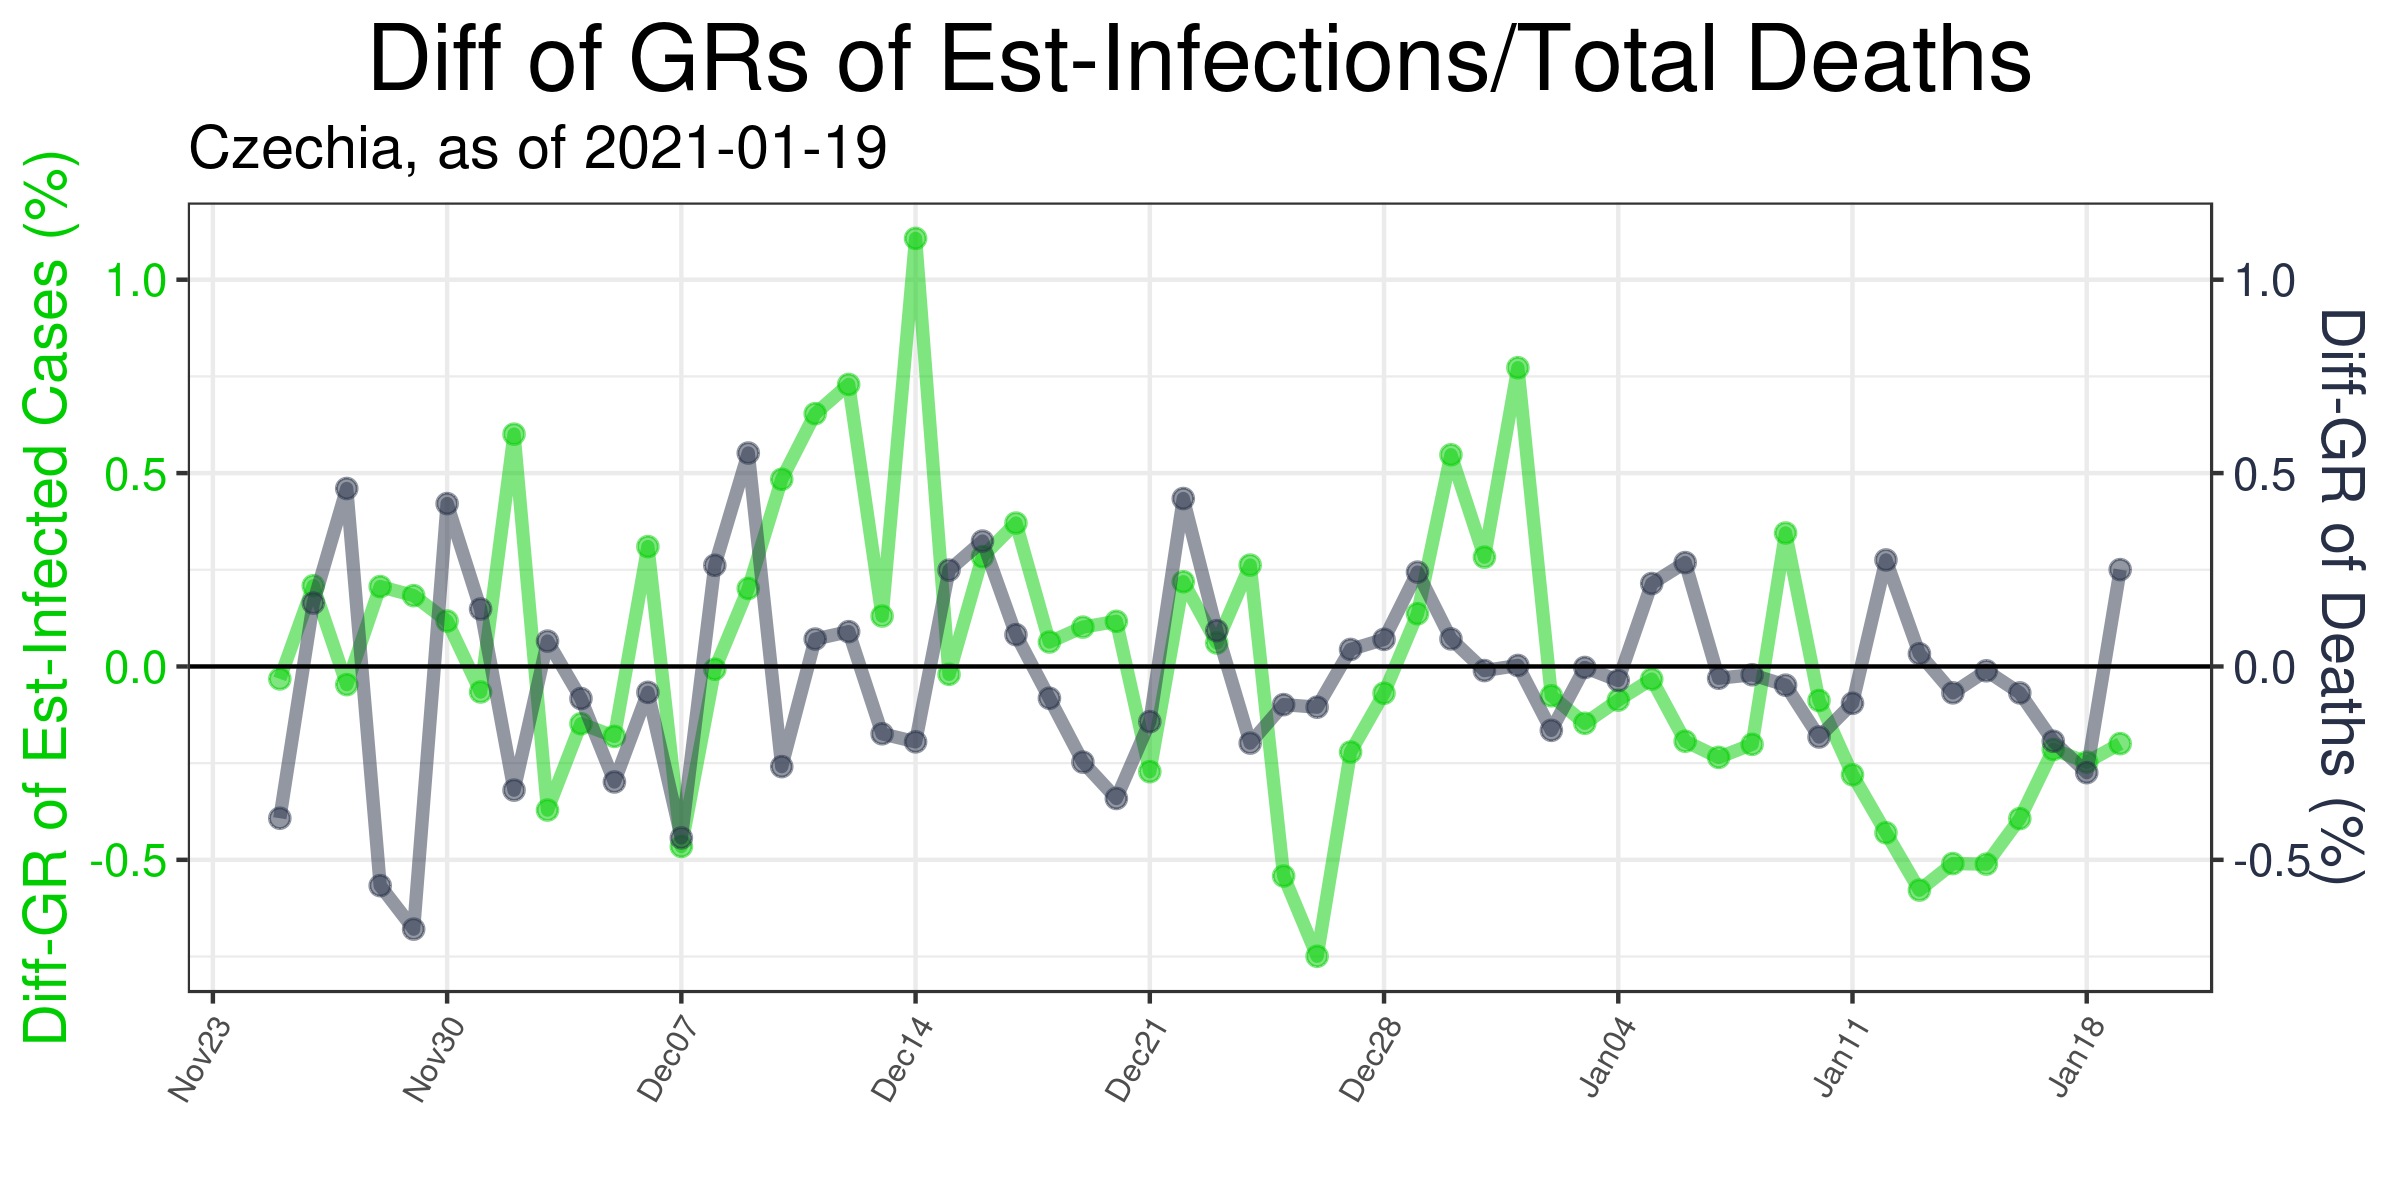 Diff of GRs of Est-Infections/Total Deaths
Czechia, as of 2021-01-19
Diff-GR of Est-Infected Cases (%)
1.0
0.5
0.0
-0.5
1.0
0.5
0.0
-0.5
Diff-GR of Deaths (%)
Nov23
Nov30
Dec07
Dec14
Dec21
Dec28
Jan04
Jan11
Jan18